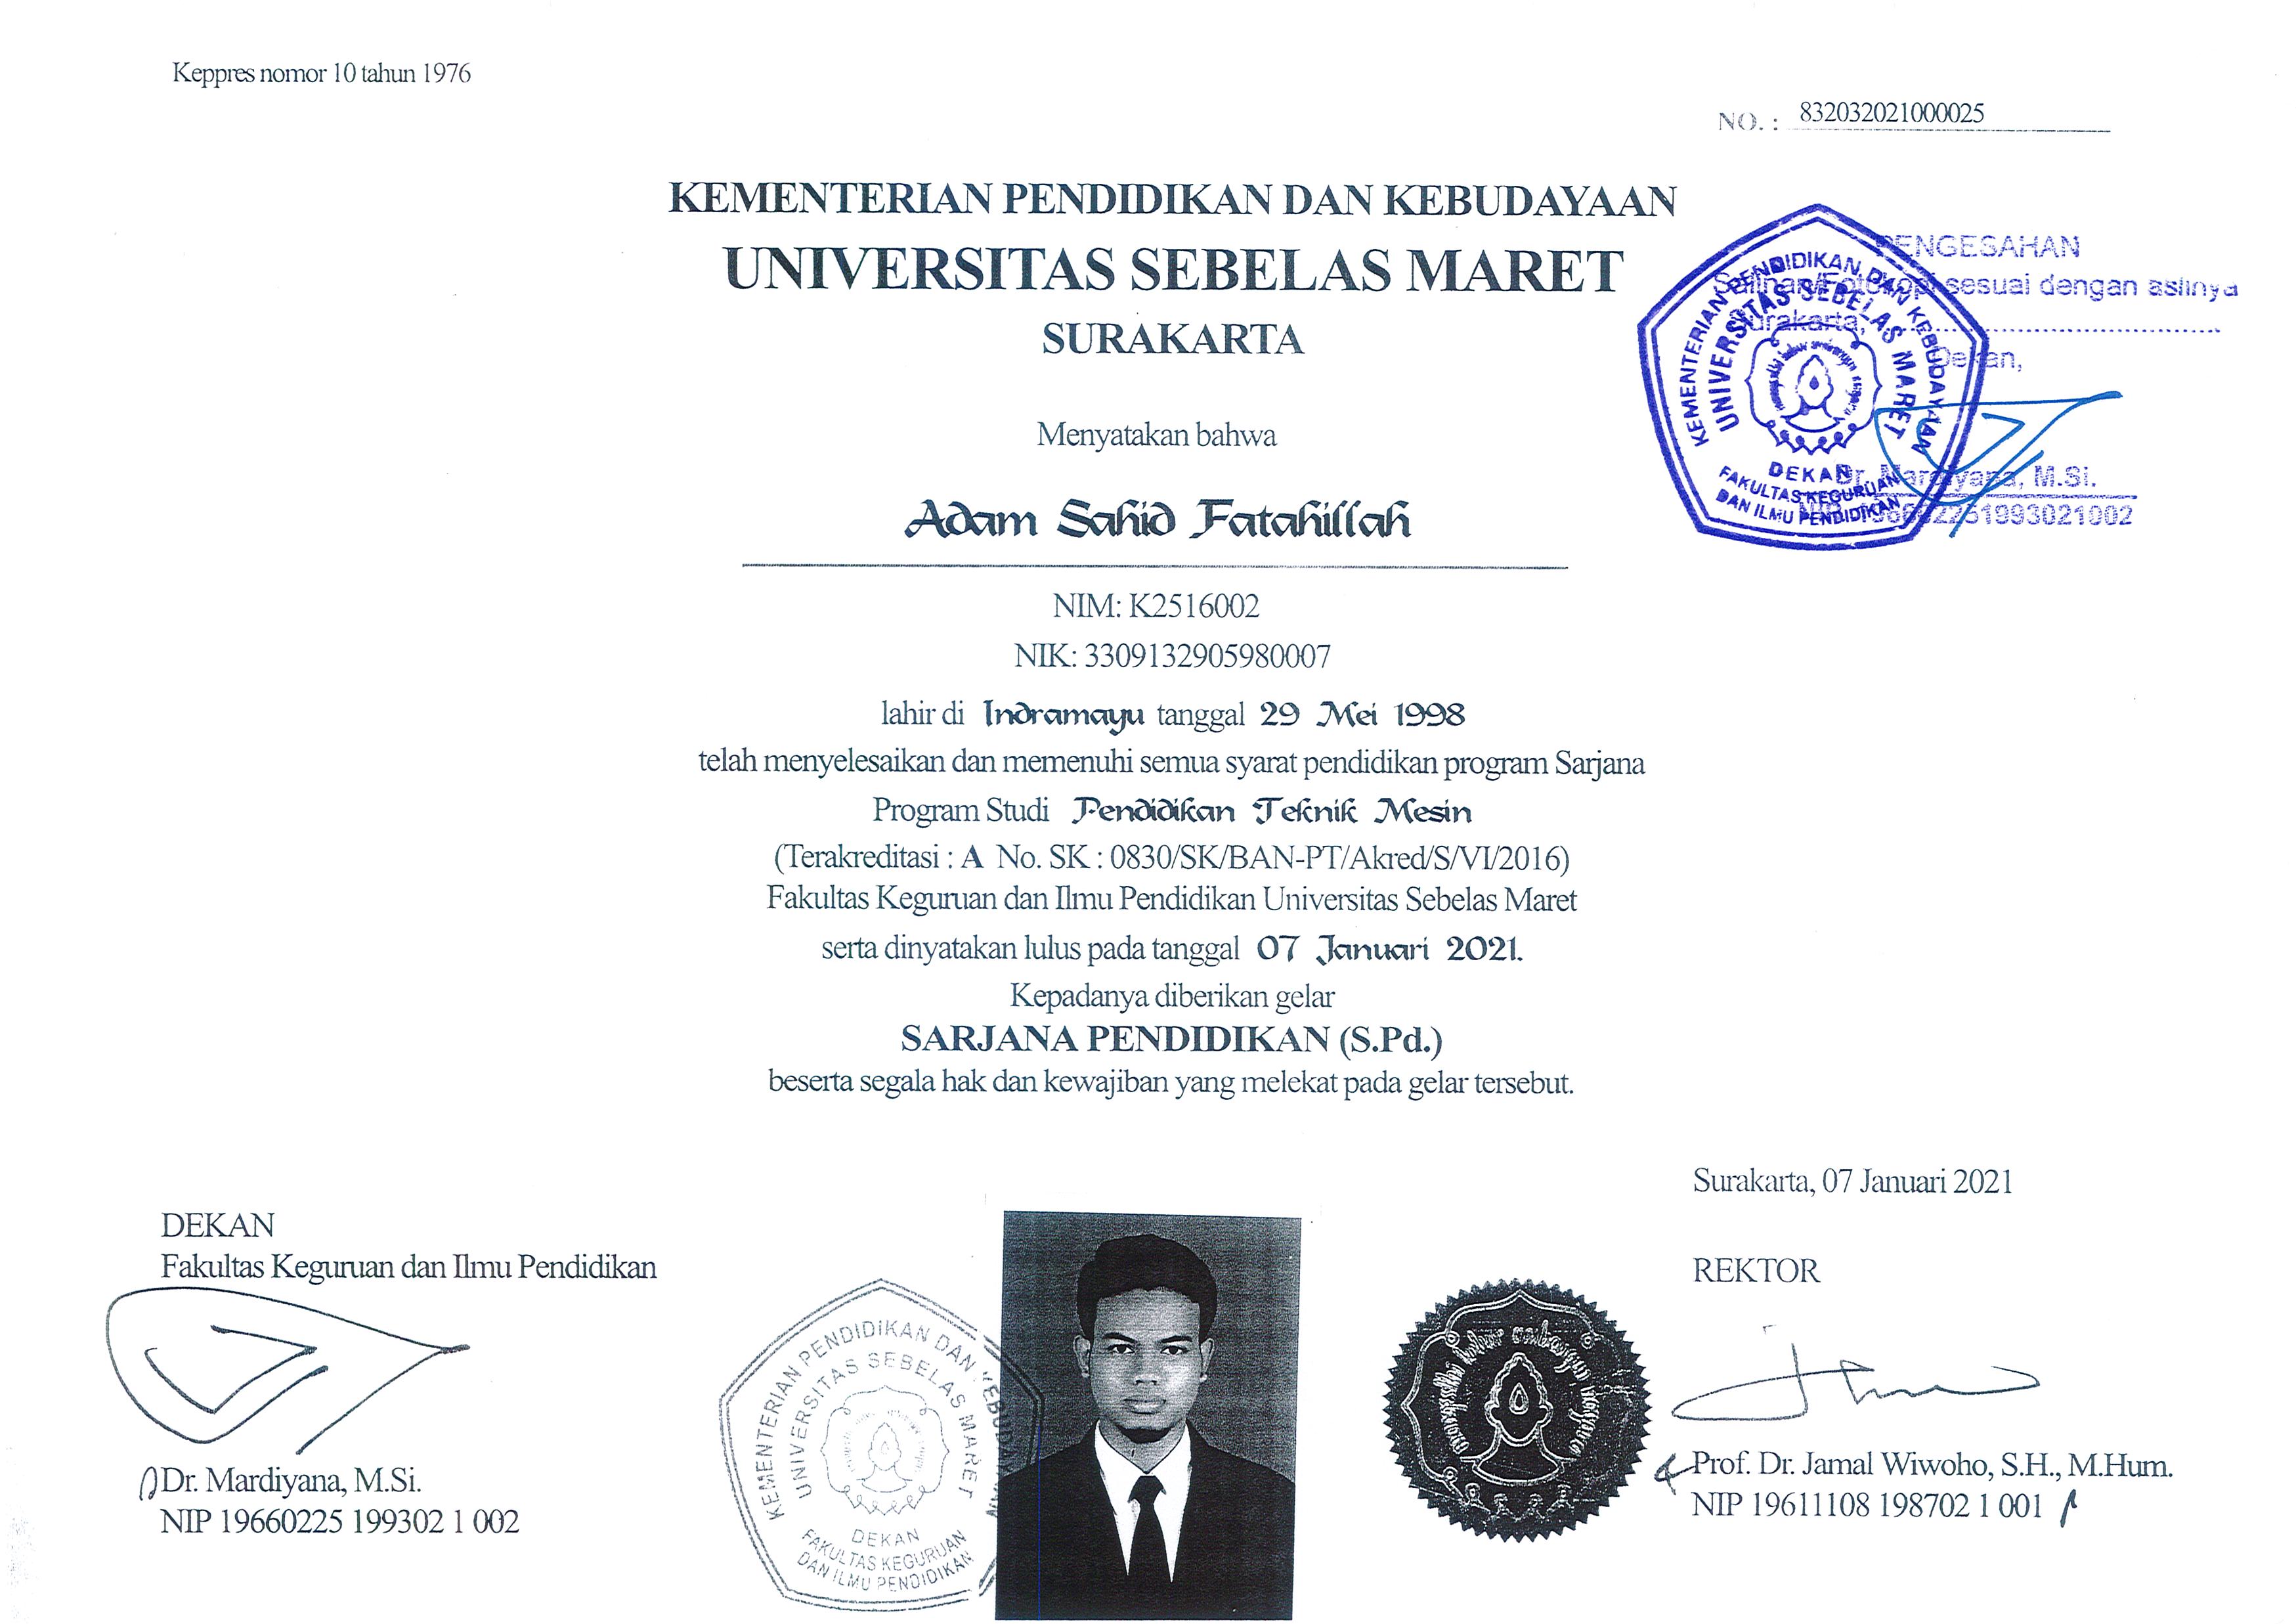 Keppres nomor 10 tahun 1976
NO. : 832032021000025
KEMENTERIAN PENDIDIKAN DAN KEBUDAYAAN
UNIVERSITAS SEBELAS MARET
SURAKARTA
PENGESAHAN
Salinan/Fotokopi sesuai dengan aslinya
Surakarta, ................
Dekan,
Dr. Mardiyana, M.Si.
NIP. 196602251993021002
KEMENTERIAN PENDIDIKAN DAN KEBUDAYAAN
UNIVERSITAS SEBELAS MARET
DEKAN
FAKULTAS KEGURUAN
DAN ILMU PENDIDIKAN
Menyatakan bahwa
Adam Sahid Fatahillah
NIM: K2516002
NIK: 3309132905980007
lahir di Indramayu tanggal 29 Mei 1998
telah menyelesaikan dan memenuhi semua syarat pendidikan program Sarjana
Program Studi Pendidikan Teknik Mesin
(Terakreditasi : A No. SK : 0830/SK/BAN-PT/Akred/S/VI/2016)
Fakultas Keguruan dan Ilmu Pendidikan Universitas Sebelas Maret
serta dinyatakan lulus pada tanggal 07 Januari 2021.
Kepadanya diberikan gelar
SARJANA PENDIDIKAN (S.Pd.)
beserta segala hak dan kewajiban yang melekat pada gelar tersebut.
Surakarta, 07 Januari 2021
DEKAN
Fakultas Keguruan dan Ilmu Pendidikan
Dr. Mardiyana, M.Si.
NIP 19660225 199302 1 002
KEMENTERIAN PENDIDIKAN DAN KEBUDAYAAN
UNIVERSITAS SEBELAS MARET
DEKAN
FAKULTAS KEGURUAN
DAN ILMU PENDIDIKAN
REKTOR
Prof. Dr. Jamal Wiwoho, S.H., M.Hum.
NIP 19611108 198702 1 001